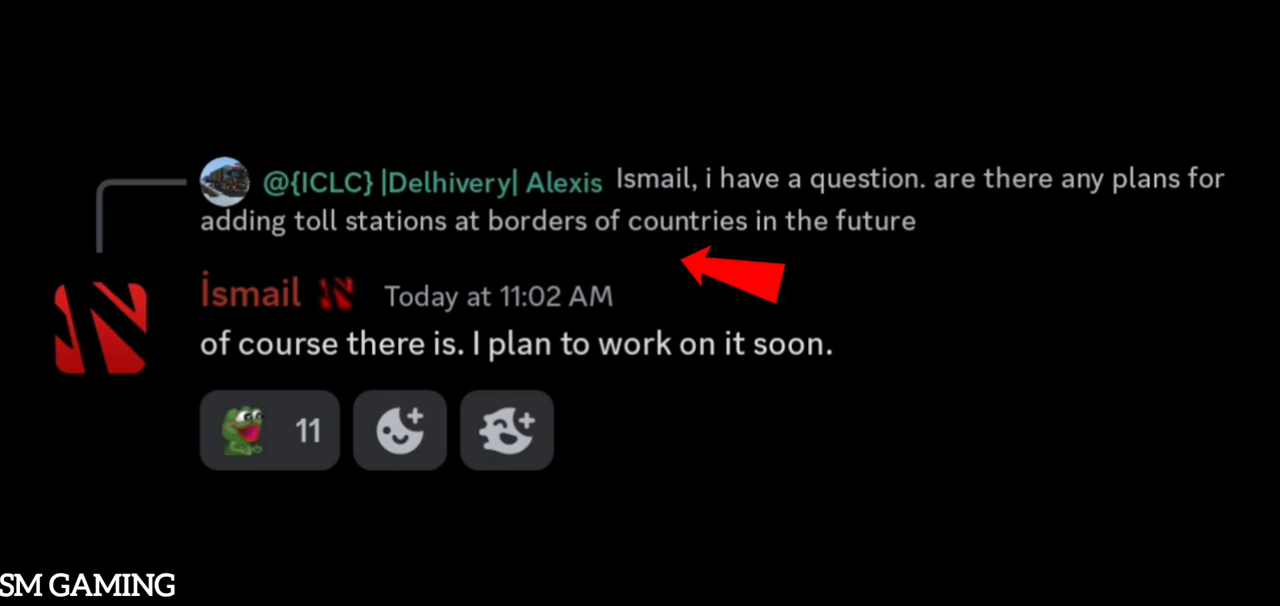 @{ICLC} |Delhivery| Alexis Ismail, i have a question. are there any plans for
adding toll stations at borders of countries in the future
İsmail Today at 11:02 AM
of course there is. I plan to work on it soon.
11
SM GAMING